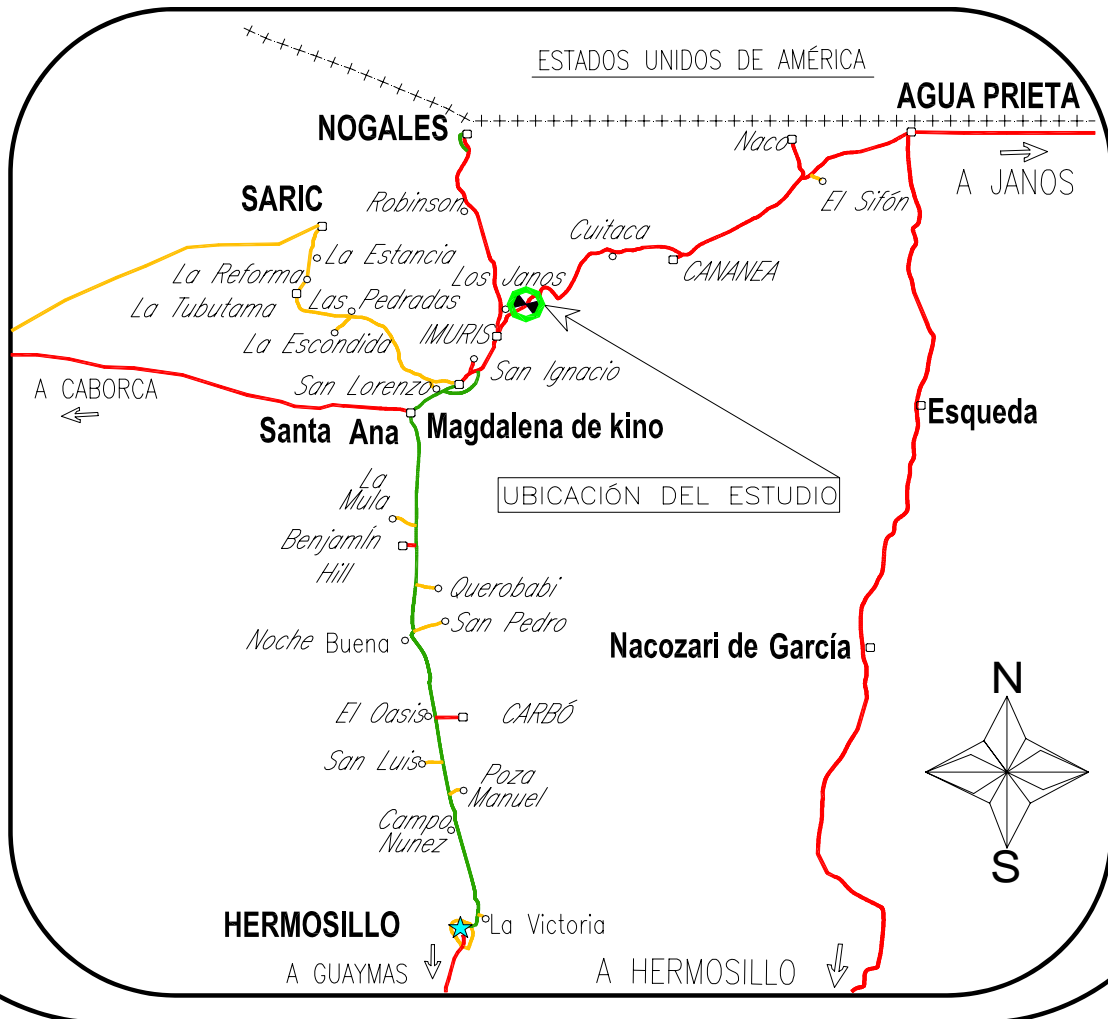 ESTADOS UNIDOS DE AMÉRICA
AGUA PRIETA
NOGALES
Naco
A JANOS
SARIC
Robinson
El Sifón
Cuitaca
La Estancia
La Reforma
Los Janos
CANANEA
La Tubutama
Las Pedradas
La Escondida
IMURIS
San Ignacio
A CABORCA
San Lorenzo
Santa Ana
Magdalena de kino
Esqueda
La
Mula
UBICACIÓN DEL ESTUDIO
Benjamín
Hill
Querobabi
San Pedro
Noche Buena
Nacozari de García
N
El Oasis
CARBÓ
San Luis
Poza
Manuel
Campo
Nunez
S
HERMOSILLO
La Victoria
A GUAYMAS
A HERMOSILLO